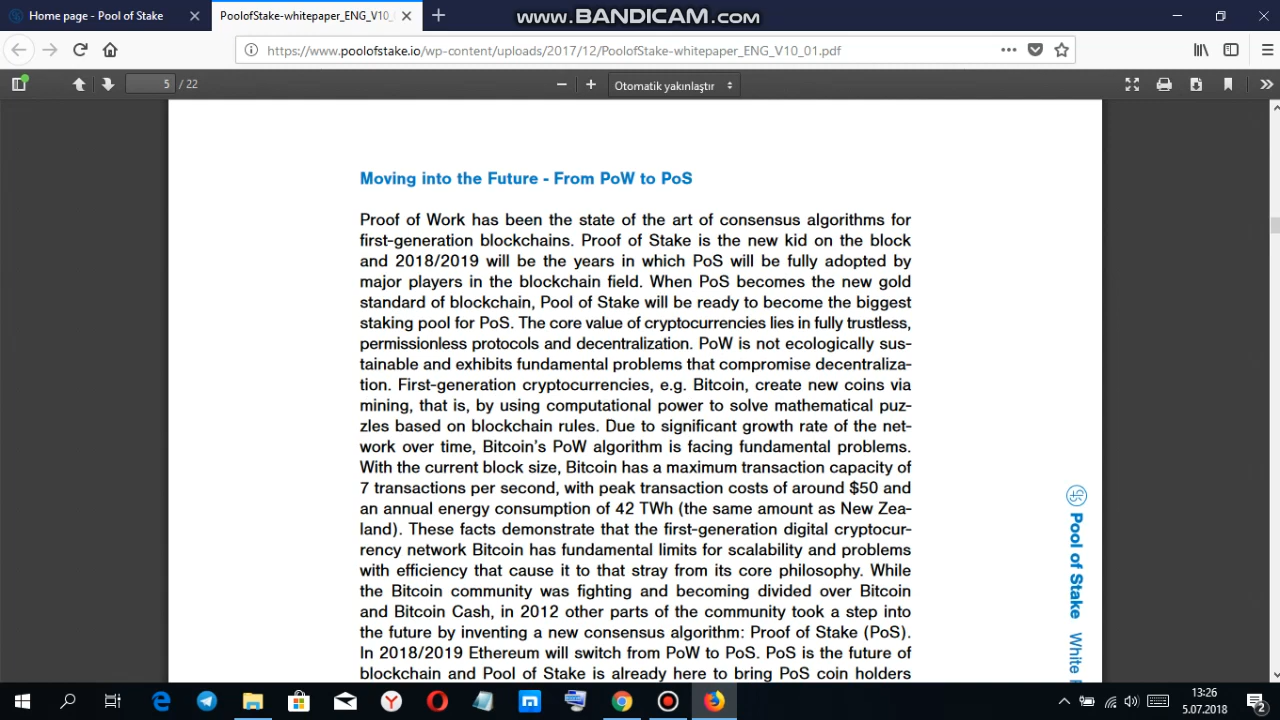 Home page - Pool of Stake
PoolofStake-whitepaper_ENG_V10_
www.BANDICAM.com
https://www.poolofstake.io/wp-content/uploads/2017/12/PoolofStake-whitepaper_ENG_V10_01.pdf
5 / 22
Otomatik yakınlaştır
Moving into the Future - From PoW to PoS
Proof of Work has been the state of the art of consensus algorithms for
first-generation blockchains. Proof of Stake is the new kid on the block
and 2018/2019 will be the years in which PoS will be fully adopted by
major players in the blockchain field. When PoS becomes the new gold
standard of blockchain, Pool of Stake will be ready to become the biggest
staking pool for PoS. The core value of cryptocurrencies lies in fully trustless,
permissionless protocols and decentralization. PoW is not ecologically sus-
tainable and exhibits fundamental problems that compromise decentraliza-
tion. First-generation cryptocurrencies, e.g. Bitcoin, create new coins via
mining, that is, by using computational power to solve mathematical puz-
zles based on blockchain rules. Due to significant growth rate of the net-
work over time, Bitcoin's PoW algorithm is facing fundamental problems.
With the current block size, Bitcoin has a maximum transaction capacity of
7 transactions per second, with peak transaction costs of around $50 and
an annual energy consumption of 42 TWh (the same amount as New Zea-
land). These facts demonstrate that the first-generation digital cryptocur-
rency network Bitcoin has fundamental limits for scalability and problems
with efficiency that cause it to that stray from its core philosophy. While
the Bitcoin community was fighting and becoming divided over Bitcoin
and Bitcoin Cash, in 2012 other parts of the community took a step into
the future by inventing a new consensus algorithm: Proof of Stake (PoS).
In 2018/2019 Ethereum will switch from PoW to PoS. PoS is the future of
blockchain and Pool of Stake is already here to bring PoS coin holders
Pool of Stake White
13:26
5.07.2018
2